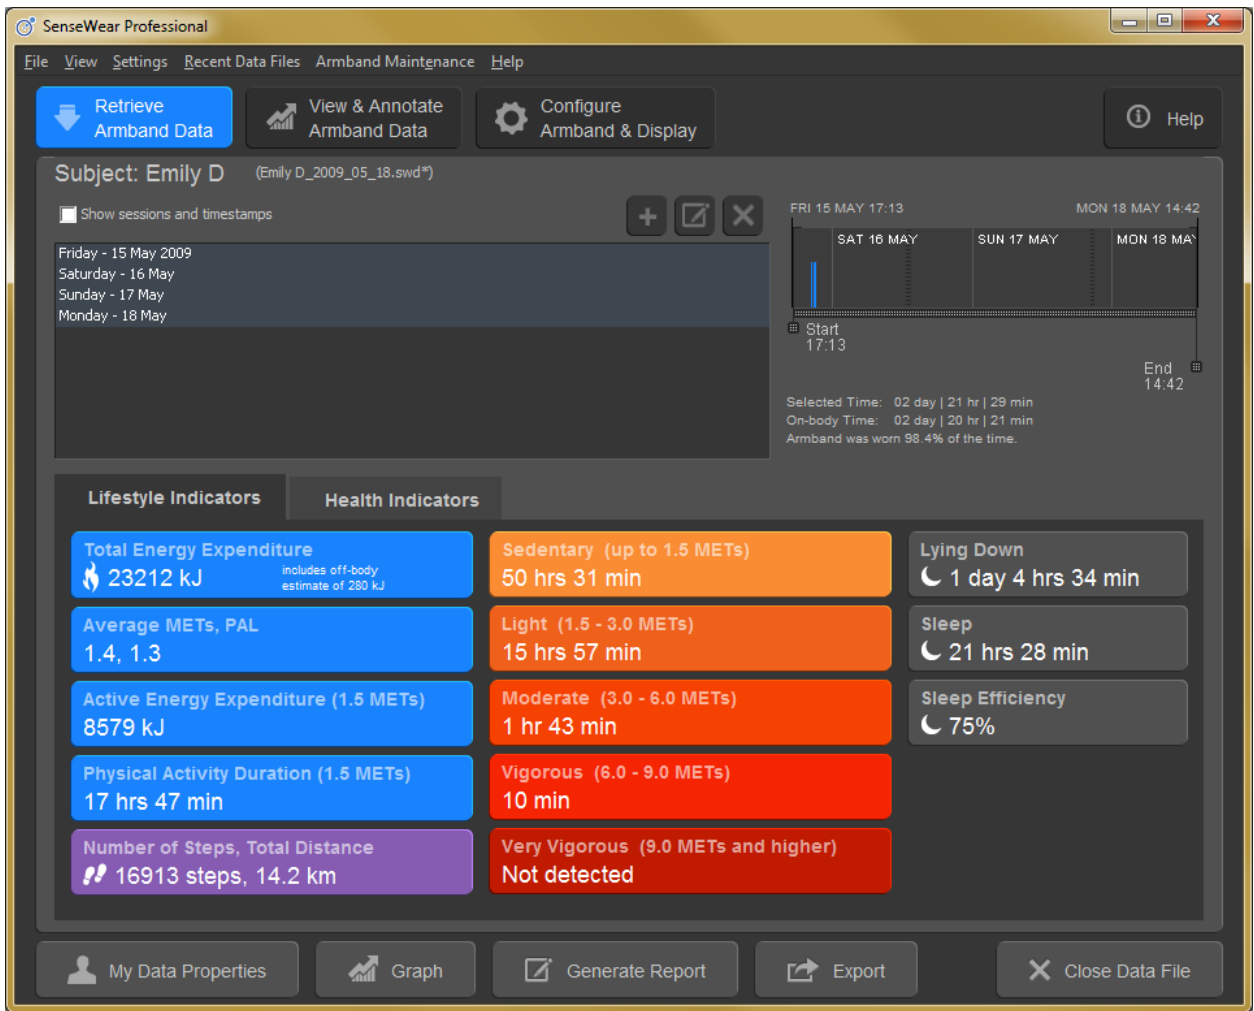 SenseWear Professional
File View Settings Recent Data Files Armband Maintenance Help
Retrieve
Armband Data
View & Annotate
Armband Data
Configure
Armband & Display
Help
Subject: Emily D (Emily D_2009_05_18.swd*)
Show sessions and timestamps
Friday - 15 May 2009
Saturday - 16 May
Sunday - 17 May
Monday - 18 May
FRI 15 MAY 17:13 MON 18 MAY 14:42
SAT 16 MAY SUN 17 MAY MON 18 MAY
Start
17:13
End
14:42
Selected Time: 02 day | 21 hr | 29 min
On-body Time: 02 day | 20 hr | 21 min
Armband was worn 98.4% of the time.
Lifestyle Indicators
Health Indicators
Total Energy Expenditure
23212 kJ
includes off-body
estimate of 280 kJ
Average METs, PAL
1.4, 1.3
Active Energy Expenditure (1.5 METs)
8579 kJ
Physical Activity Duration (1.5 METs)
17 hrs 47 min
Number of Steps, Total Distance
16913 steps, 14.2 km
Sedentary (up to 1.5 METs)
50 hrs 31 min
Light (1.5 - 3.0 METs)
15 hrs 57 min
Moderate (3.0 - 6.0 METs)
1 hr 43 min
Vigorous (6.0 - 9.0 METs)
10 min
Very Vigorous (9.0 METs and higher)
Not detected
Lying Down
1 day 4 hrs 34 min
Sleep
21 hrs 28 min
Sleep Efficiency
75%
My Data Properties
Graph
Generate Report
Export
Close Data File